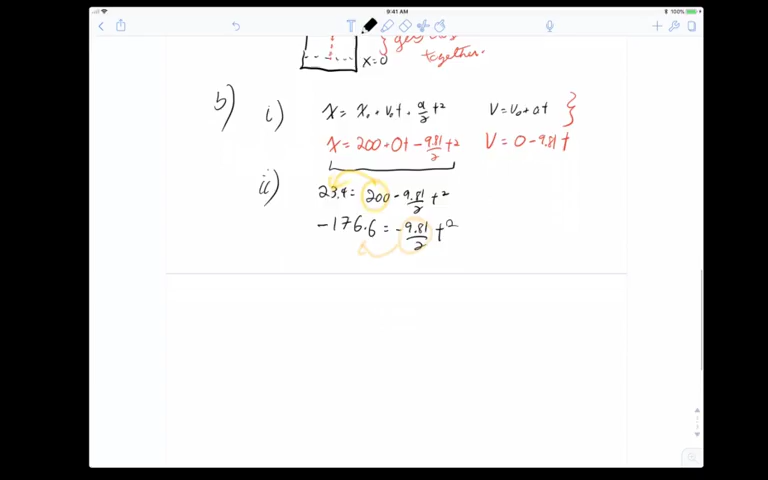 9:41 AM
100%
T
} get
x=0 together.
b) i) x = x₀ + v₀t + a/2 t² V = V₀ + at }
x = 200 + 0t - 9.81/2 t² V = 0 - 9.81 t
ii) 23.4 = 200 - 9.81/2 t²
-176.6 = - 9.81/2 t²